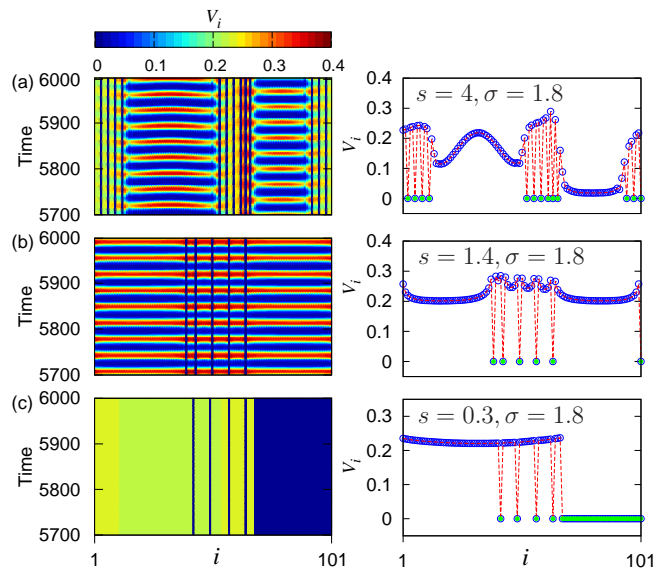 V_i
0 0.1 0.2 0.3 0.4
(a)
6000
5900
5800
5700
Time
0.4
0.3
0.2
0.1
0
V_i
s = 4, σ = 1.8
(b)
6000
5900
5800
5700
Time
0.4
0.3
0.2
0.1
0
V_i
s = 1.4, σ = 1.8
(c)
6000
5900
5800
5700
Time
1 i 101
0.3
0.2
0.1
0
V_i
s = 0.3, σ = 1.8
1 i 101